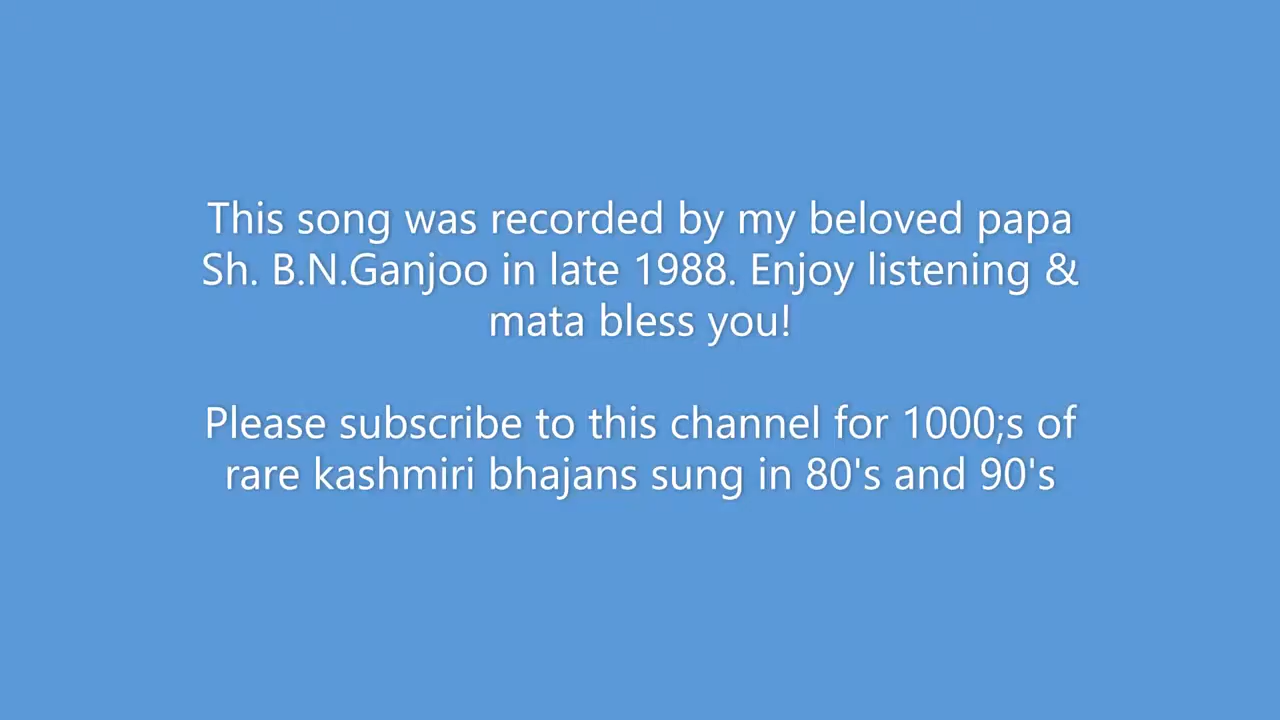 This song was recorded by my beloved papa
Sh. B.N.Ganjoo in late 1988. Enjoy listening &
mata bless you!
Please subscribe to this channel for 1000;s of
rare kashmiri bhajans sung in 80's and 90's